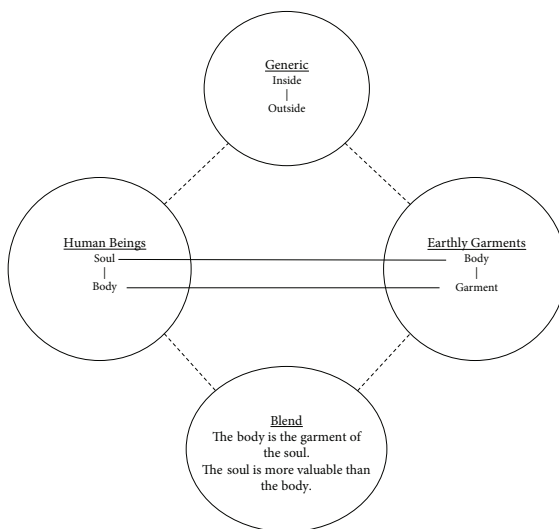 Generic
Inside
|
Outside
Human Beings
Soul
|
Body
Earthly Garments
Body
|
Garment
Blend
The body is the garment of
the soul.
The soul is more valuable than
the body.